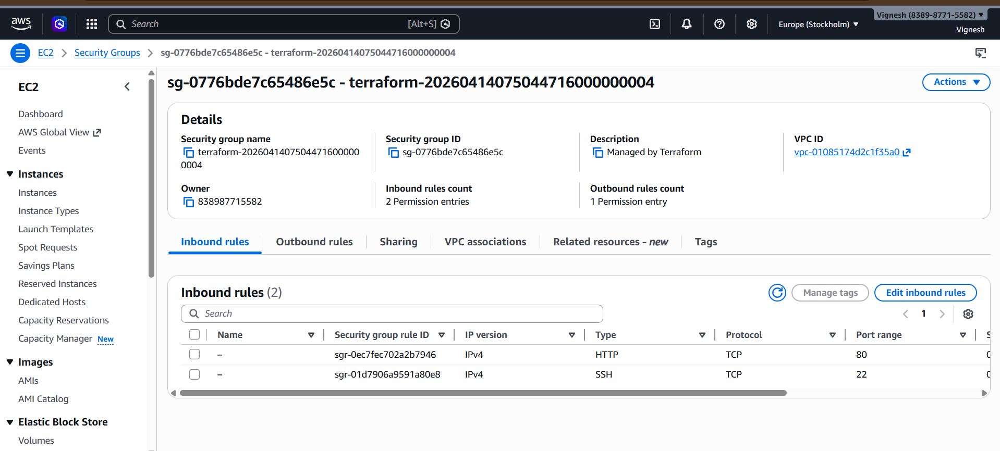 aws
Search [Alt+S]
Europe (Stockholm)
Vignesh (8389-8771-5582)
Vignesh
EC2
Security Groups
sg-0776bde7c65486e5c - terraform-20260414075044716000000004
EC2
Dashboard
AWS Global View
Events
Instances
Instances
Instance Types
Launch Templates
Spot Requests
Savings Plans
Reserved Instances
Dedicated Hosts
Capacity Reservations
Capacity Manager New
Images
AMIs
AMI Catalog
Elastic Block Store
Volumes
sg-0776bde7c65486e5c - terraform-20260414075044716000000004
Actions
Details
Security group name
terraform-2026041407504471600000
0004
Security group ID
sg-0776bde7c65486e5c
Description
Managed by Terraform
VPC ID
vpc-01085174d2c1f35a0
Owner
838987715582
Inbound rules count
2 Permission entries
Outbound rules count
1 Permission entry
Inbound rules Outbound rules Sharing VPC associations Related resources - new Tags
Inbound rules (2)
Manage tags
Edit inbound rules
Search
1
Name Security group rule ID IP version Type Protocol Port range
– sgr-0ec7fec702a2b7946 IPv4 HTTP TCP 80
– sgr-01d7906a9591a80e8 IPv4 SSH TCP 22